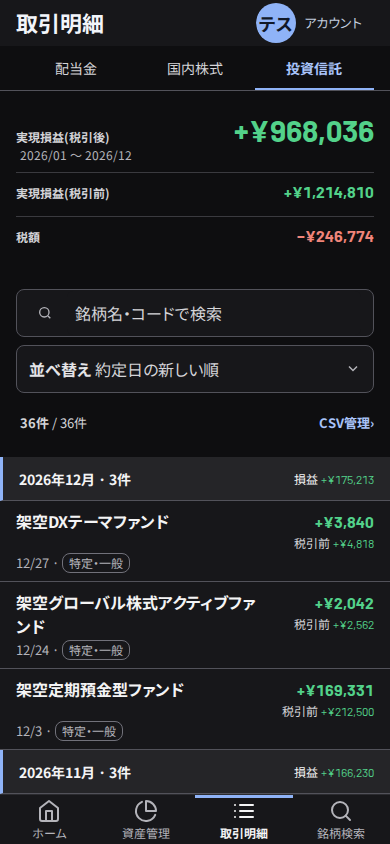 取引明細
テス アカウント
配当金 国内株式 投資信託
実現損益(税引後) +¥968,036
2026/01 〜 2026/12
実現損益(税引前) +¥1,214,810
税額 −¥246,774
銘柄名・コードで検索
並べ替え 約定日の新しい順
36件 / 36件 CSV管理›
2026年12月・3件 損益 +¥175,213
架空DXテーマファンド +¥3,840
税引前 +¥4,818
12/27・特定・一般
架空グローバル株式アクティブファ +¥2,042
ンド 税引前 +¥2,562
12/24・特定・一般
架空定期預金型ファンド +¥169,331
税引前 +¥212,500
12/3・特定・一般
2026年11月・3件 損益 +¥166,230
ホーム 資産管理 取引明細 銘柄検索